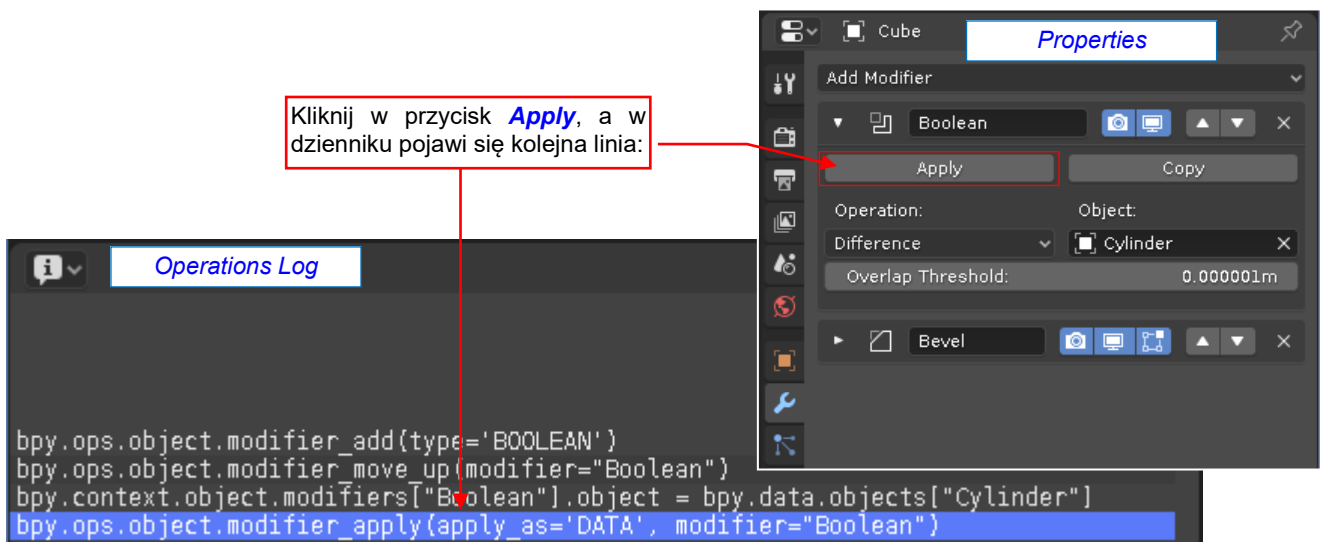 Cube
Properties
Add Modifier
Kliknij w przycisk Apply, a w
dzienniku pojawi się kolejna linia:
Boolean
Apply Copy
Operation: Object:
Difference Cylinder
Overlap Threshold: 0.000001m
Bevel
Operations Log
bpy.ops.object.modifier_add(type='BOOLEAN')
bpy.ops.object.modifier_move_up(modifier="Boolean")
bpy.context.object.modifiers["Boolean"].object = bpy.data.objects["Cylinder"]
bpy.ops.object.modifier_apply(apply_as='DATA', modifier="Boolean")